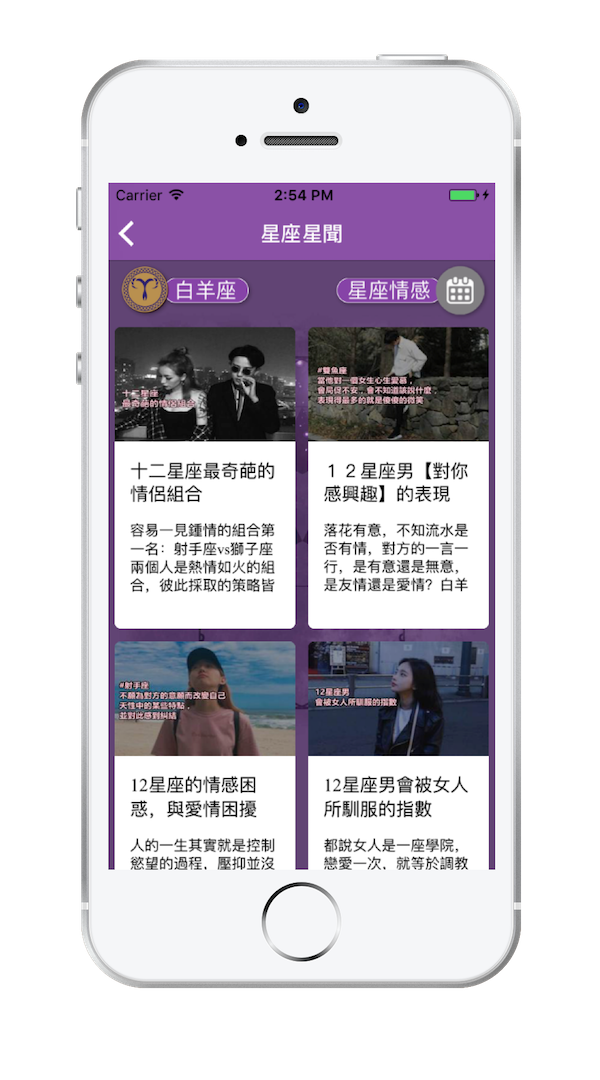 Carrier
2:54 PM
星座星聞
白羊座
星座情感
十二星座
最奇葩的情侶組合
十二星座最奇葩的
情侶組合
容易一見鍾情的組合第
一名：射手座vs獅子座
兩個人是熱情如火的組
合，彼此採取的策略皆
#雙魚座
當他對一個女生心生愛慕，
會局促不安，會不知道該說什麼
表現得最多的就是傻傻的微笑
１２星座男【對你
感興趣】的表現
落花有意，不知流水是
否有情，對方的一言一
行，是有意還是無意，
是友情還是愛情？白羊
#射手座
不願為對方的意願而改變自己
天性中的某些特點，
並對此感到糾結
12星座的情感困
惑，與愛情困擾
人的一生其實就是控制
慾望的過程，壓抑並沒
12星座男
會被女人所馴服的指數
12星座男會被女人
所馴服的指數
都說女人是一座學院，
戀愛一次，就等於調教